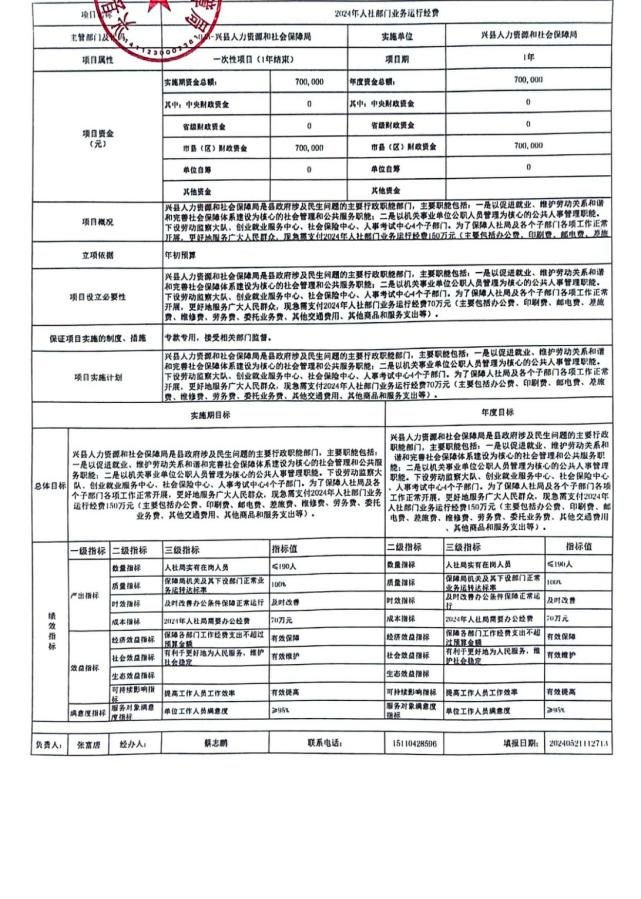 项目名称 2024年人社部门业务运行经费
主管部门及代码 -兴县人力资源和社会保障局 实施单位 兴县人力资源和社会保障局
项目属性 一次性项目（1年结束） 项目期 1年
项目资金（元） 实施期资金总额： 700,000 年度资金总额： 700,000
其中：中央财政资金 0 其中：中央财政资金 0
省级财政资金 0 省级财政资金 0
市县（区）财政资金 700,000 市县（区）财政资金 700,000
单位自筹 0 单位自筹 0
其他资金 其他资金
项目概况
兴县人力资源和社会保障局是县政府涉及民生问题的主要行政职能部门，主要职能包括：一是以促进就业、维护劳动关系和谐
和完善社会保障体系建设为核心的社会管理和公共服务职能；二是以机关事业单位公职人员管理为核心的公共人事管理职能。
下设劳动监察大队、创业就业服务中心、社会保险中心、人事考试中心4个子部门。为了保障人社局及各个子部门各项工作正常
开展，更好地服务广大人民群众，现急需支付2024年人社部门业务运行经费150万元（主要包括办公费、印刷费、邮电费、差旅
立项依据 年初预算
项目设立必要性
兴县人力资源和社会保障局是县政府涉及民生问题的主要行政职能部门，主要职能包括：一是以促进就业、维护劳动关系和谐
和完善社会保障体系建设为核心的社会管理和公共服务职能；二是以机关事业单位公职人员管理为核心的公共人事管理职能。
下设劳动监察大队、创业就业服务中心、社会保险中心、人事考试中心4个子部门。为了保障人社局及各个子部门各项工作正常
开展，更好地服务广大人民群众，现急需支付2024年人社部门业务运行经费70万元（主要包括办公费、印刷费、邮电费、差旅
费、维修费、劳务费、委托业务费、其他交通费用、其他商品和服务支出等）。
保证项目实施的制度、措施 专款专用，接受相关部门监督。
项目实施计划
兴县人力资源和社会保障局是县政府涉及民生问题的主要行政职能部门，主要职能包括：一是以促进就业、维护劳动关系和谐
和完善社会保障体系建设为核心的社会管理和公共服务职能；二是以机关事业单位公职人员管理为核心的公共人事管理职能。
下设劳动监察大队、创业就业服务中心、社会保险中心、人事考试中心4个子部门。为了保障人社局及各个子部门各项工作正常
开展，更好地服务广大人民群众，现急需支付2024年人社部门业务运行经费70万元（主要包括办公费、印刷费、邮电费、差旅
费、维修费、劳务费、委托业务费、其他交通费用、其他商品和服务支出等）。
实施期目标 年度目标
总体目标
兴县人力资源和社会保障局是县政府涉及民生问题的主要行政职能部门，主要职能包括：
一是以促进就业、维护劳动关系和谐和完善社会保障体系建设为核心的社会管理和公共服
务职能；二是以机关事业单位公职人员管理为核心的公共人事管理职能。下设劳动监察大
队、创业就业服务中心、社会保险中心、人事考试中心4个子部门。为了保障人社局及各
个子部门各项工作正常开展，更好地服务广大人民群众，现急需支付2024年人社部门业务
运行经费150万元（主要包括办公费、印刷费、邮电费、差旅费、维修费、劳务费、委托
业务费、其他交通费用、其他商品和服务支出等）。
兴县人力资源和社会保障局是县政府涉及民生问题的主要行政
职能部门，主要职能包括：一是以促进就业、维护劳动关系和
谐和完善社会保障体系建设为核心的社会管理和公共服务职
能；二是以机关事业单位公职人员管理为核心的公共人事管理
职能。下设劳动监察大队、创业就业服务中心、社会保险中心
、人事考试中心4个子部门。为了保障人社局及各个子部门各项
工作正常开展，更好地服务广大人民群众，现急需支付2024年
人社部门业务运行经费150万元（主要包括办公费、印刷费、邮
电费、差旅费、维修费、劳务费、委托业务费、其他交通费用
、其他商品和服务支出等）。
绩效指标
一级指标 二级指标 三级指标 指标值 二级指标 三级指标 指标值
产出指标 数量指标 人社局实有在岗人员 ≤190人 数量指标 人社局实有在岗人员 ≤190人
质量指标 保障局机关及其下设部门正常业务运转达标率 100% 质量指标 保障局机关及其下设部门正常业务运转达标率 100%
时效指标 及时改善办公条件保障正常运行 及时改善 时效指标 及时改善办公条件保障正常运行 及时改善
成本指标 2024年人社局需要办公经费 70万元 成本指标 2024年人社局需要办公经费 70万元
效益指标 经济效益指标 保障各部门工作经费支出不超过预算金额 有效保障 经济效益指标 保障各部门工作经费支出不超过预算金额 有效保障
社会效益指标 有利于更好地为人民服务，维护社会稳定 有效维护 社会效益指标 有利于更好地为人民服务，维护社会稳定 有效维护
生态效益指标 生态效益指标
可持续影响指标 提高工作人员工作效率 有效提高 可持续影响指标 提高工作人员工作效率 有效提高
满意度指标 服务对象满意度指标 单位工作人员满意度 ≥95% 服务对象满意度指标 单位工作人员满意度 ≥95%
负责人： 张富唐 经办人： 蔡志鹏 联系电话： 15110428596 填报日期：